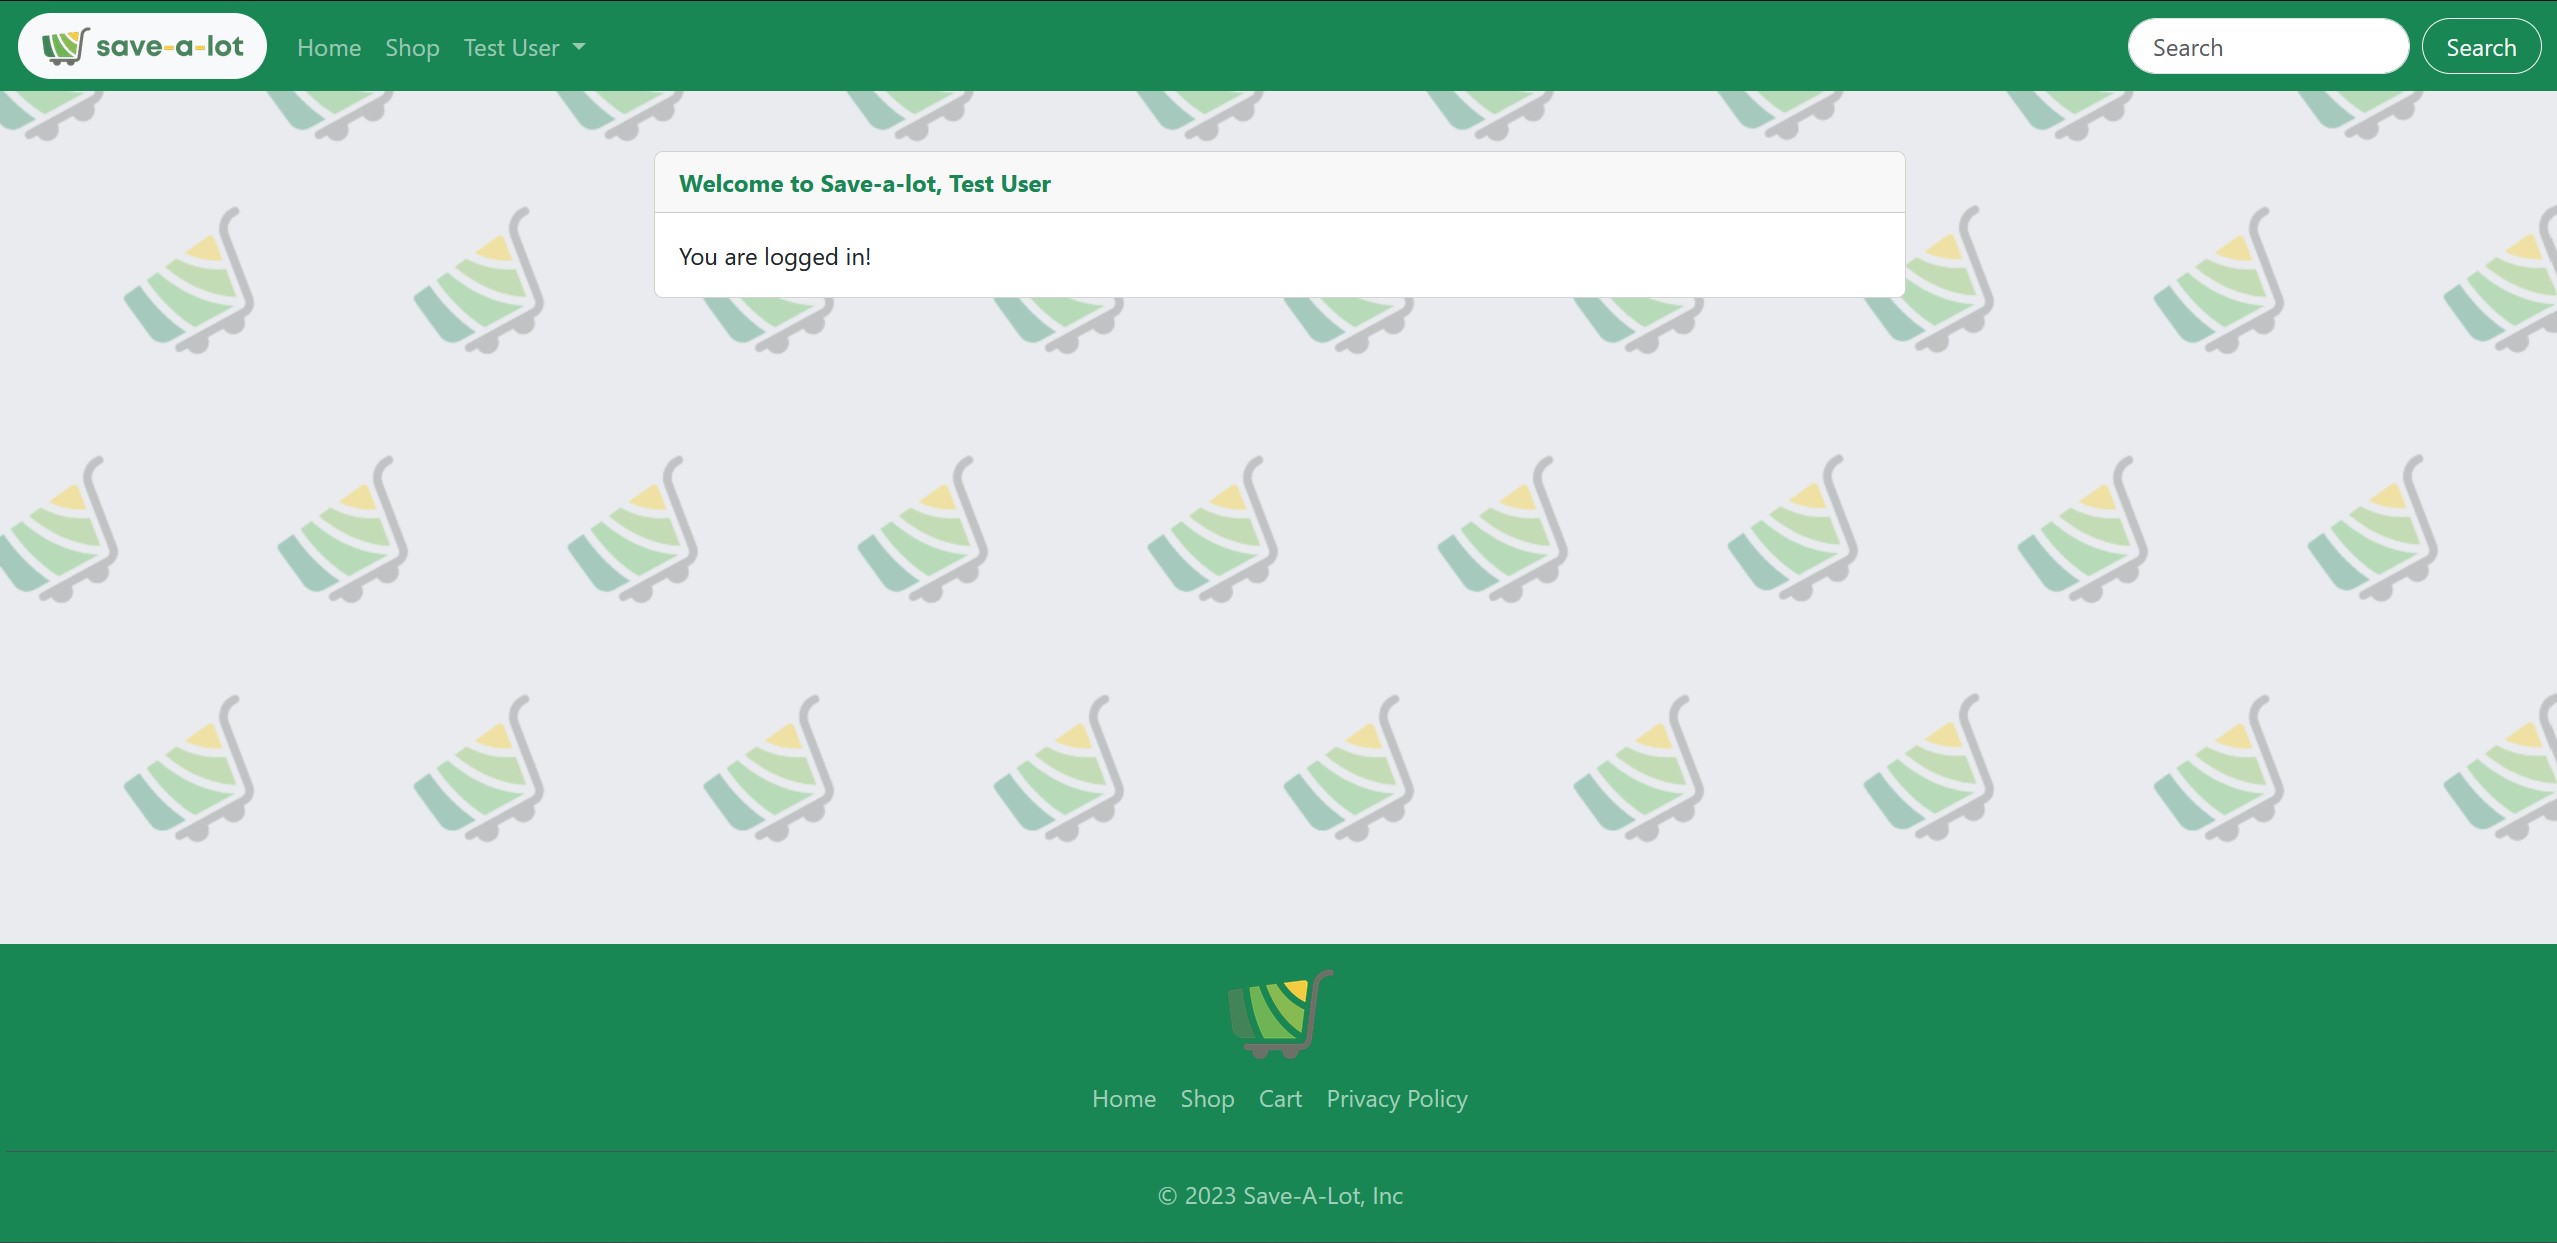 save-a-lot Home Shop Test User Search Search
Welcome to Save-a-lot, Test User
You are logged in!
Home Shop Cart Privacy Policy
© 2023 Save-A-Lot, Inc